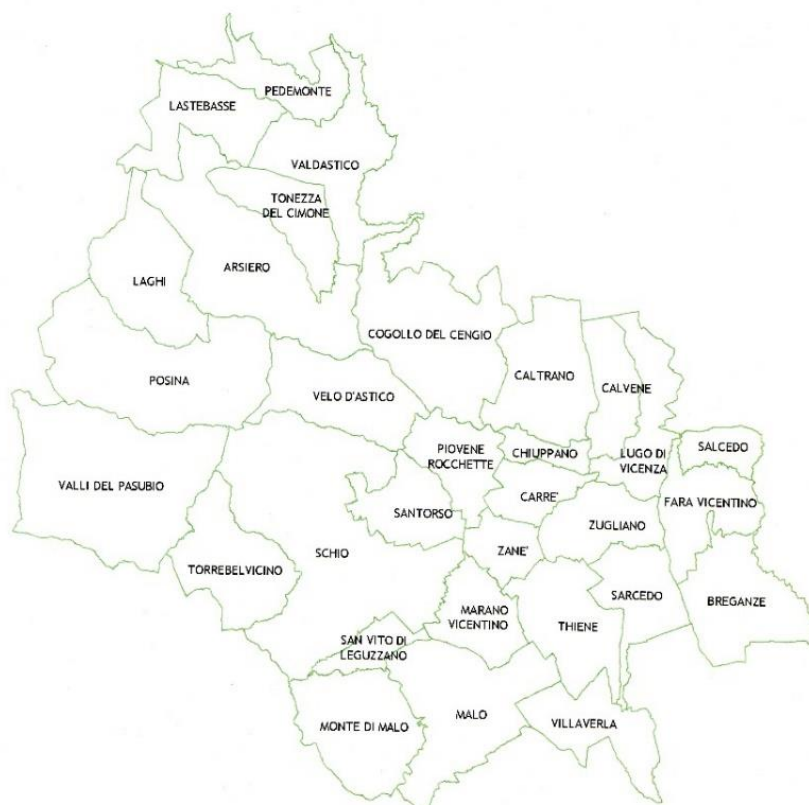 PEDEMONTE
LASTEBASSE
VALDASTICO
TONEZZA
DEL CIMONE
ARSIERO
LAGHI
COGOLLO DEL CENGIO
CALTRANO
CALVENE
POSINA
VELO D'ASTICO
PIOVENE
ROCCHETTE
CHIUPPANO
LUGO DI
VICENZA
SALCEDO
VALLI DEL PASUBIO
SANTORSO
CARRE'
FARA VICENTINO
ZUGLIANO
SCHIO
ZANE'
TORREBELVICINO
MARANO
VICENTINO
THIENE
SARCEDO
BREGANZE
SAN VITO DI
LEGUZZANO
MONTE DI MALO
MALO
VILLAVERLA